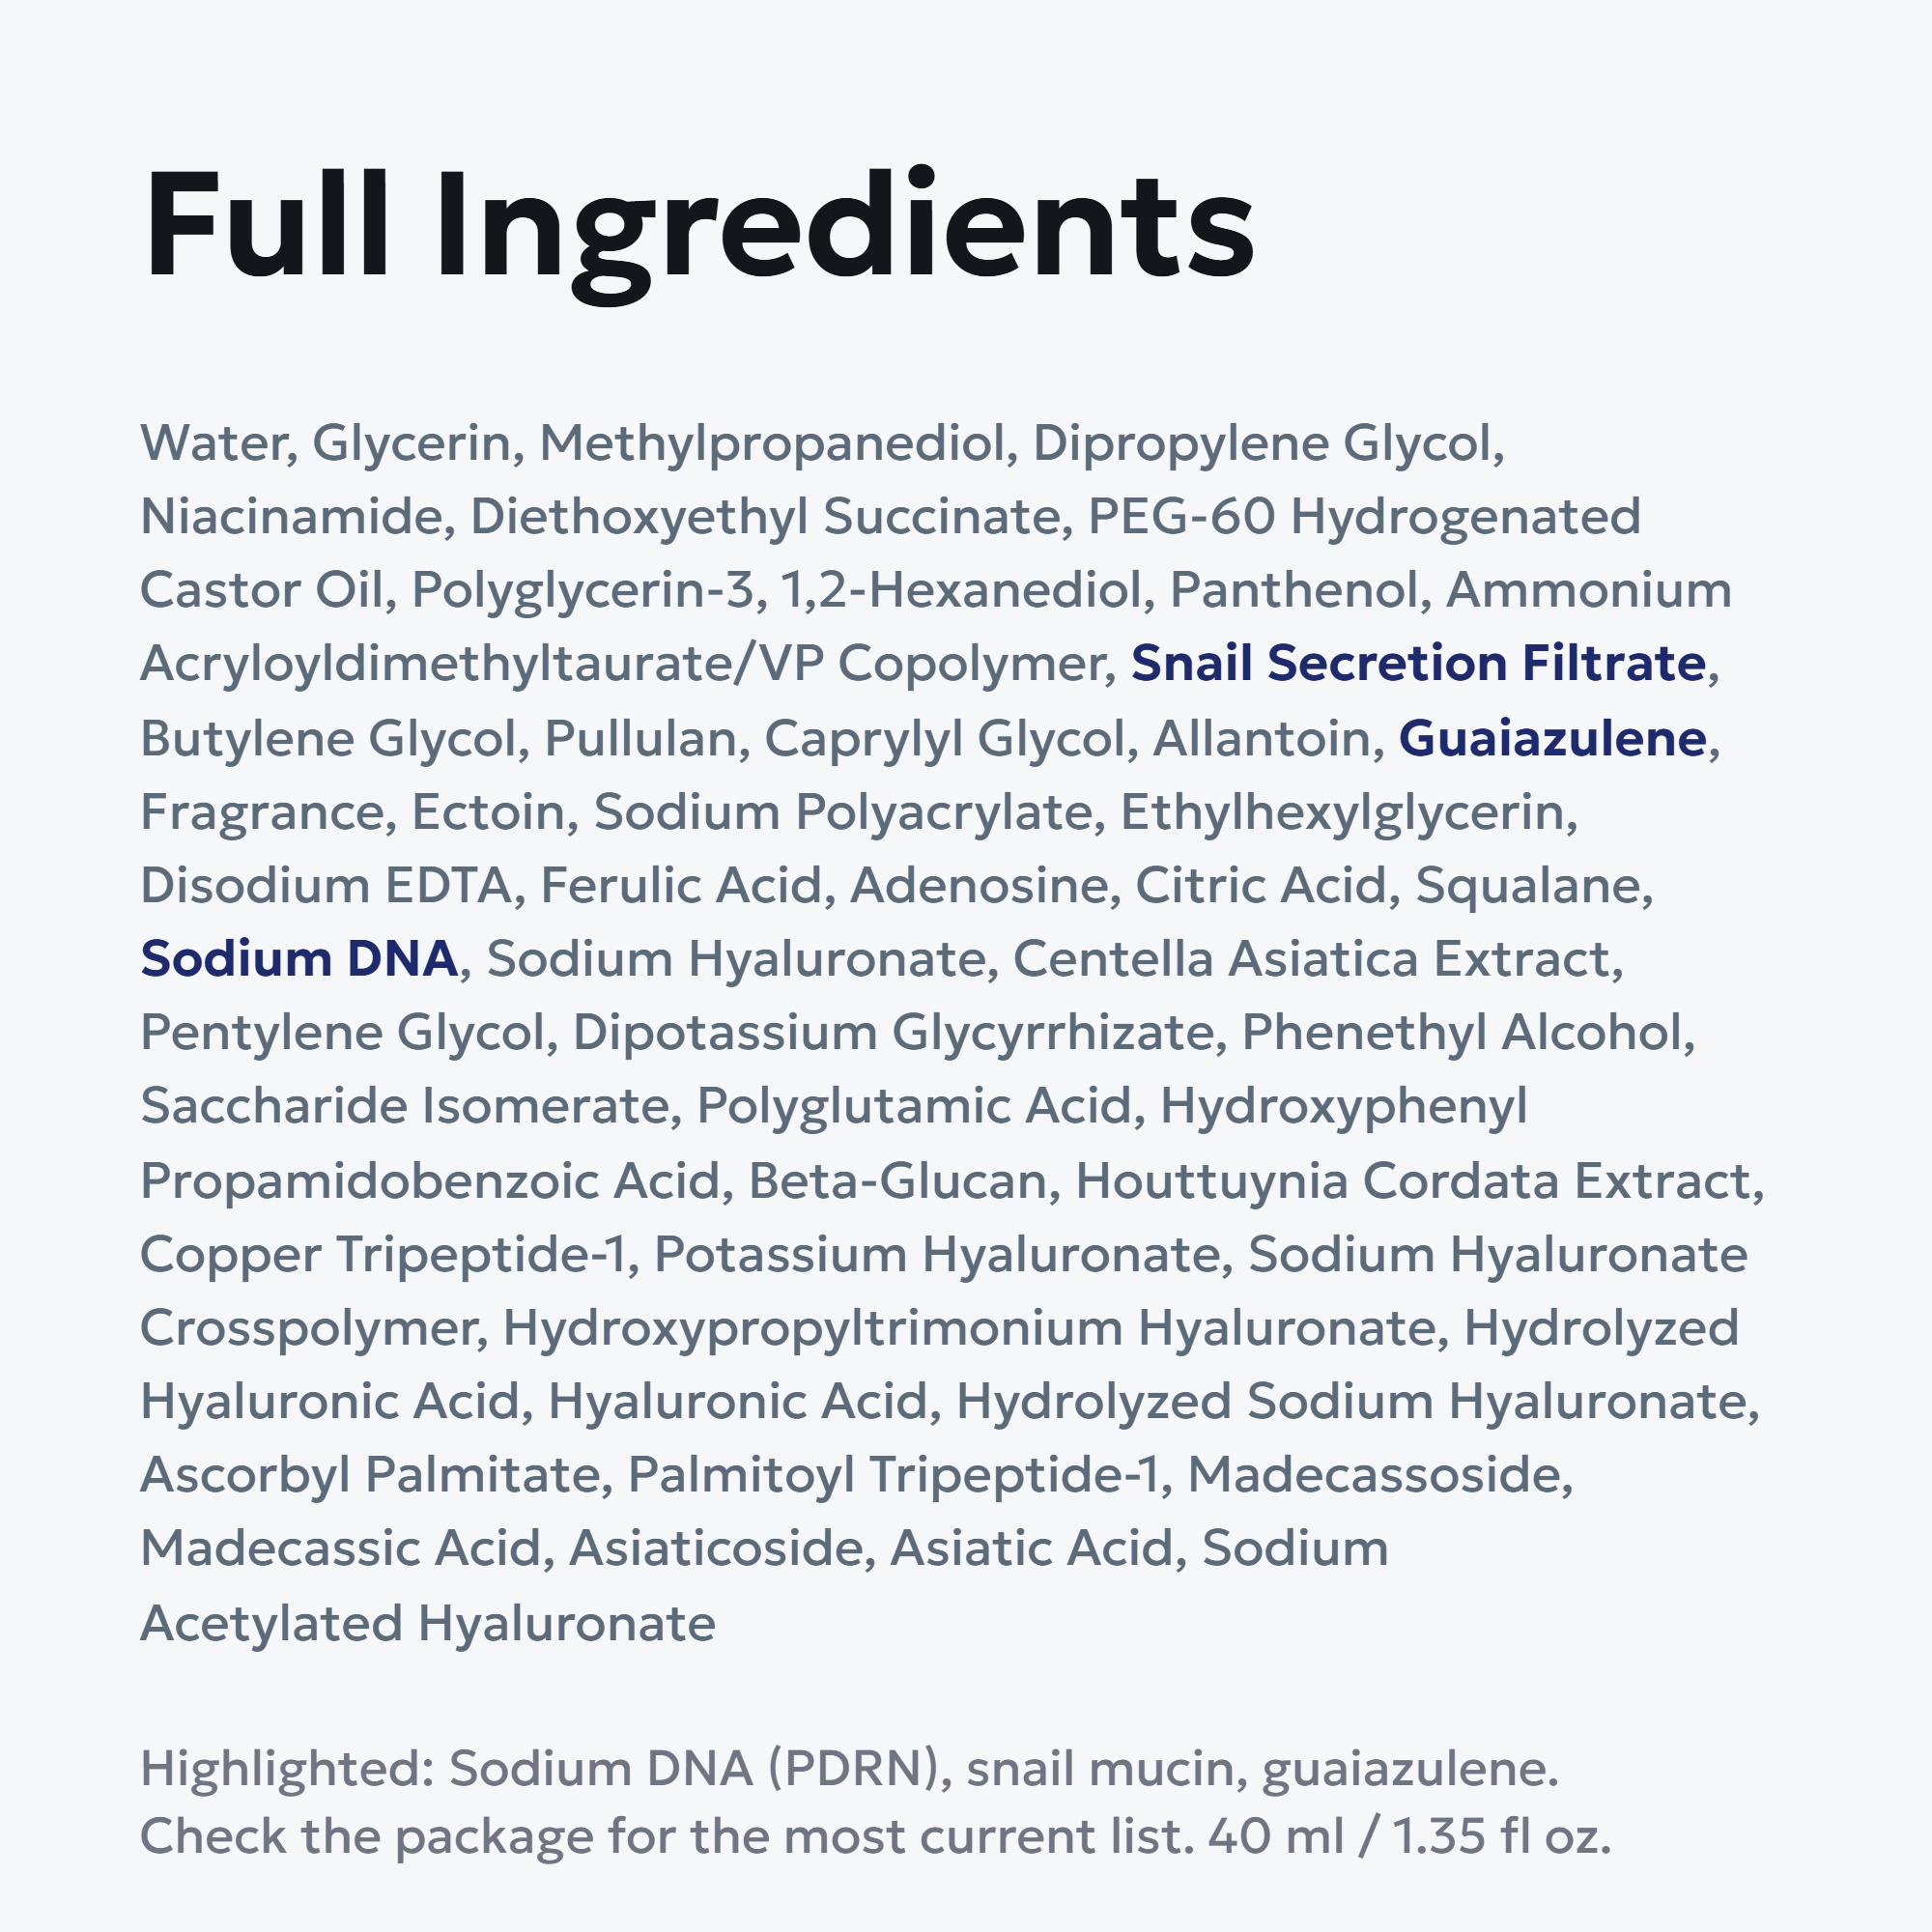 Full Ingredients
Water, Glycerin, Methylpropanediol, Dipropylene Glycol,
Niacinamide, Diethoxyethyl Succinate, PEG-60 Hydrogenated
Castor Oil, Polyglycerin-3, 1,2-Hexanediol, Panthenol, Ammonium
Acryloyldimethyltaurate/VP Copolymer, Snail Secretion Filtrate,
Butylene Glycol, Pullulan, Caprylyl Glycol, Allantoin, Guaiazulene,
Fragrance, Ectoin, Sodium Polyacrylate, Ethylhexylglycerin,
Disodium EDTA, Ferulic Acid, Adenosine, Citric Acid, Squalane,
Sodium DNA, Sodium Hyaluronate, Centella Asiatica Extract,
Pentylene Glycol, Dipotassium Glycyrrhizate, Phenethyl Alcohol,
Saccharide Isomerate, Polyglutamic Acid, Hydroxyphenyl
Propamidobenzoic Acid, Beta-Glucan, Houttuynia Cordata Extract,
Copper Tripeptide-1, Potassium Hyaluronate, Sodium Hyaluronate
Crosspolymer, Hydroxypropyltrimonium Hyaluronate, Hydrolyzed
Hyaluronic Acid, Hyaluronic Acid, Hydrolyzed Sodium Hyaluronate,
Ascorbyl Palmitate, Palmitoyl Tripeptide-1, Madecassoside,
Madecassic Acid, Asiaticoside, Asiatic Acid, Sodium
Acetylated Hyaluronate
Highlighted: Sodium DNA (PDRN), snail mucin, guaiazulene.
Check the package for the most current list. 40 ml / 1.35 fl oz.